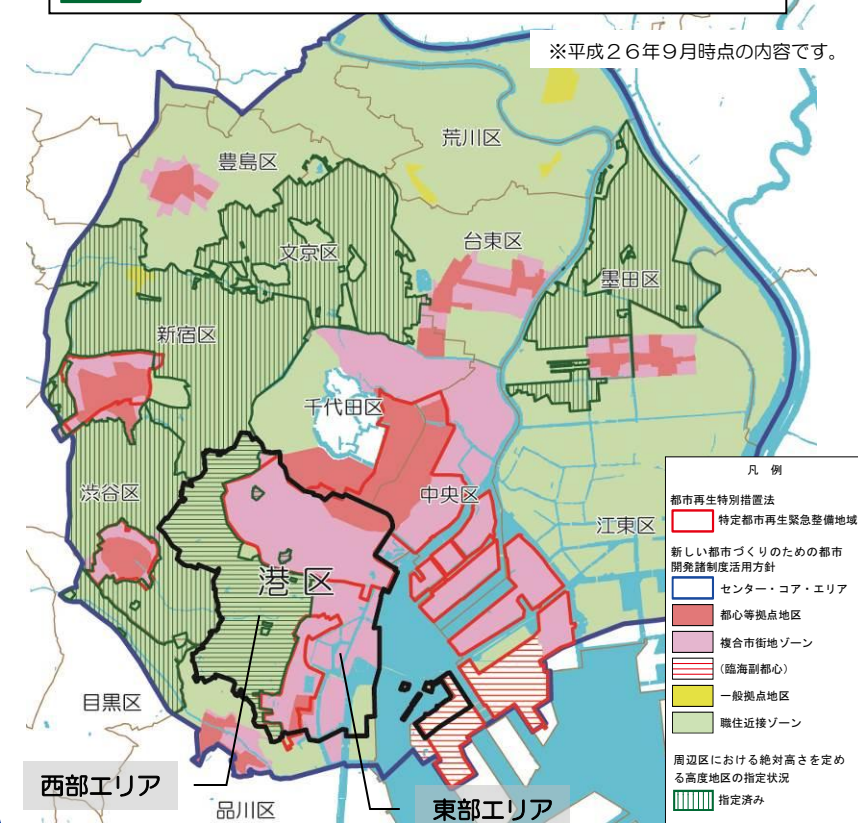 ※平成２６年９月時点の内容です。
荒川区
豊島区
文京区
台東区
墨田区
新宿区
千代田区
渋谷区
中央区
江東区
港区
目黒区
西部エリア
品川区
東部エリア
凡 例
都市再生特別措置法
特定都市再生緊急整備地域
新しい都市づくりのための都市
開発諸制度活用方針
センター・コア・エリア
都心等拠点地区
複合市街地ゾーン
（臨海副都心）
一般拠点地区
職住近接ゾーン
周辺区における絶対高さを定め
る高度地区の指定状況
指定済み